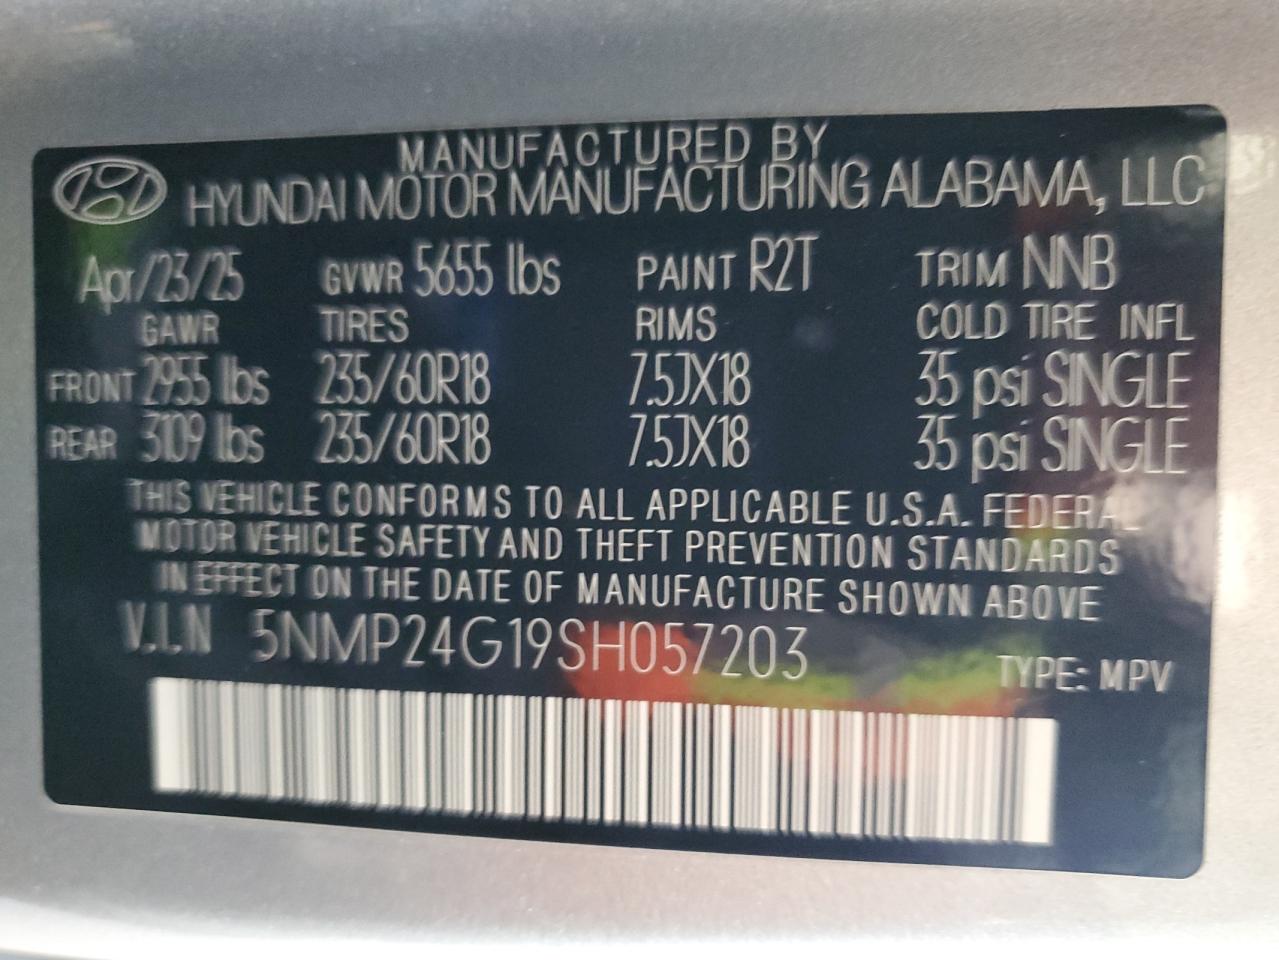 MANUFACTURED BY
HYUNDAI MOTOR MANUFACTURING ALABAMA, LLC
Apr/23/25 GVWR 5655 lbs PAINT R2T TRIM NNB
GAWR TIRES RIMS COLD TIRE INFL
FRONT 2955 lbs 235/60R18 7.5JX18 35 psi SINGLE
REAR 3109 lbs 235/60R18 7.5JX18 35 psi SINGLE
THIS VEHICLE CONFORMS TO ALL APPLICABLE U.S.A. FEDERAL
MOTOR VEHICLE SAFETY AND THEFT PREVENTION STANDARDS
IN EFFECT ON THE DATE OF MANUFACTURE SHOWN ABOVE
V.I.N 5NMP24G19SH057203 TYPE: MPV